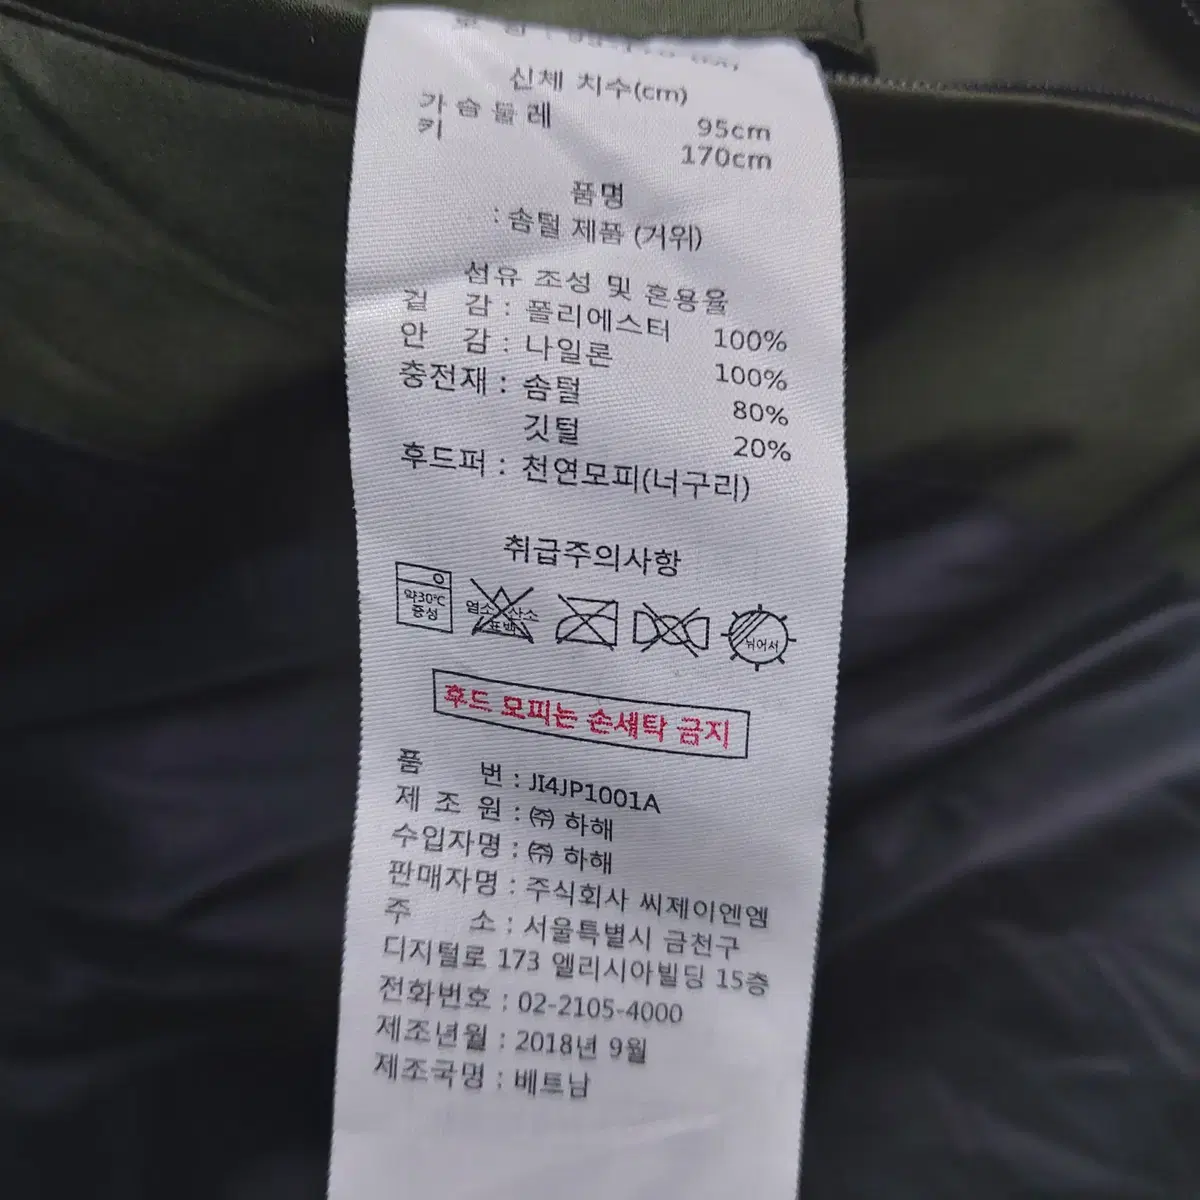 신체 치수(cm)
가슴둘레 95cm
키 170cm
품명
: 솜털 제품 (거위)
섬유 조성 및 혼용율
겉 감 : 폴리에스터 100%
안 감 : 나일론 100%
충전재 : 솜털 80%
깃털 20%
후드퍼 : 천연모피(너구리)
취급주의사항
약30℃
중성
염소 산소
표백
뉘어서
후드 모피는 손세탁 금지
품 번 : JI4JP1001A
제 조 원 : ㈜ 하해
수입자명 : ㈜ 하해
판매자명 : 주식회사 씨제이엔엠
주 소 : 서울특별시 금천구
디지털로 173 엘리시아빌딩 15층
전화번호 : 02-2105-4000
제조년월 : 2018년 9월
제조국명 : 베트남